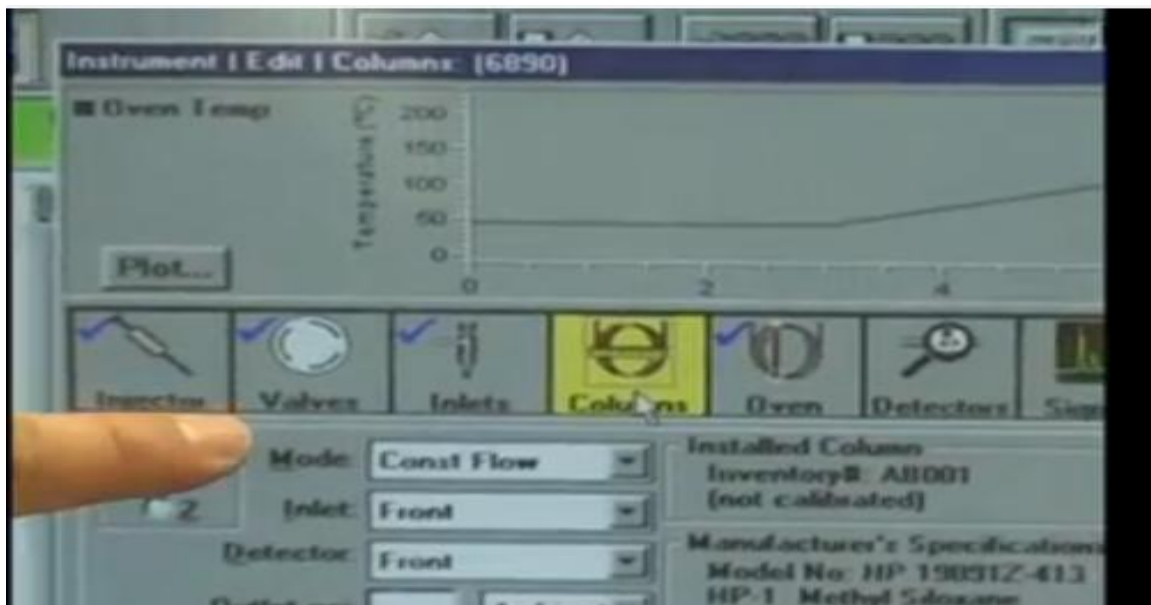 Instrument | Edit | Columns: (6890)
Oven Temp
Temperature (°C)
200
150
100
50
0
0 2 4
Plot...
Injector Valves Inlets Columns Oven Detectors
2
Mode: Const Flow
Inlet: Front
Detector: Front
Installed Column
Inventory#: AB001
(not calibrated)
Manufacturer's Specifications
Model No: HP 19091Z-413
HP-1 Methyl Siloxane